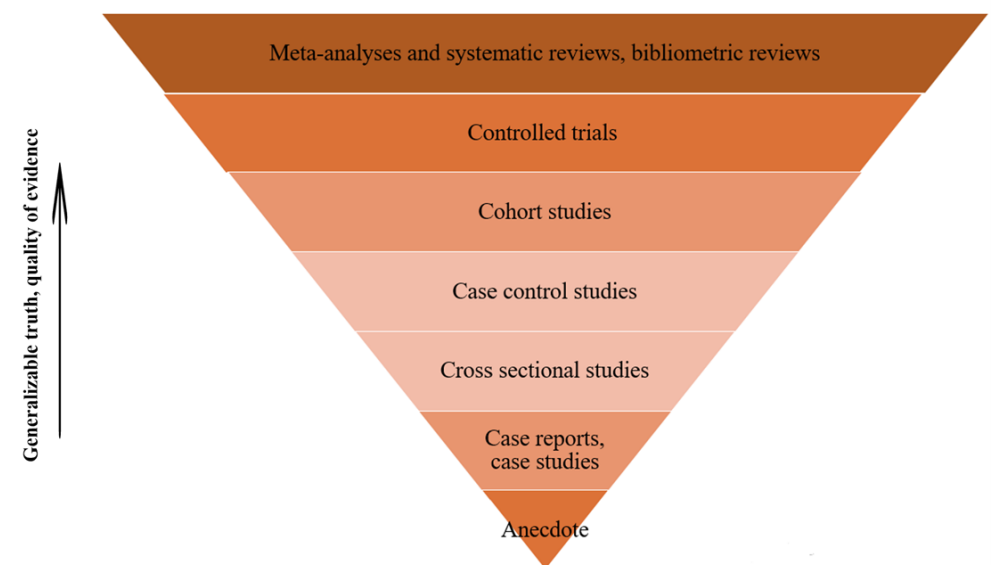 Meta-analyses and systematic reviews, bibliometric reviews
Controlled trials
Cohort studies
Case control studies
Cross sectional studies
Case reports,
case studies
Anecdote
Generalizable truth, quality of evidence